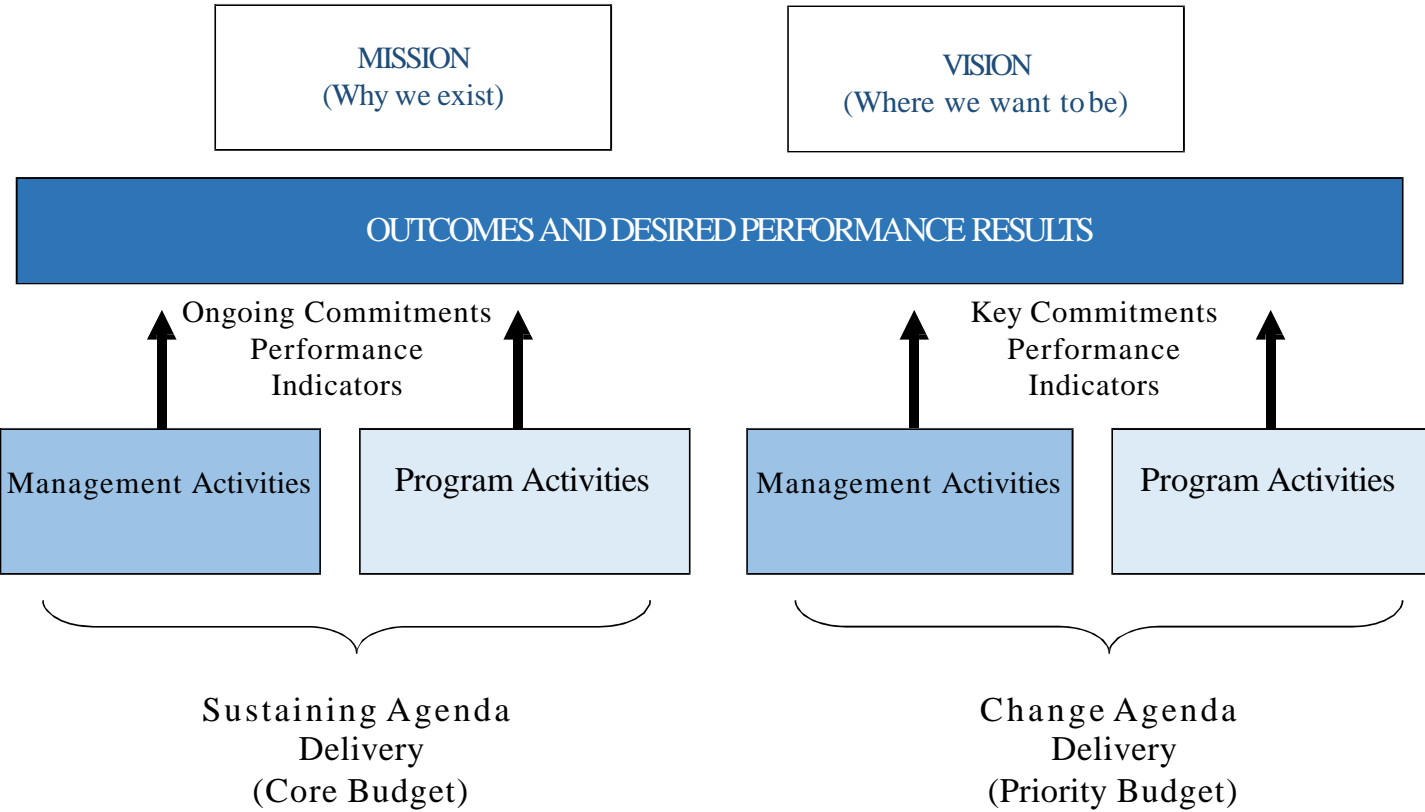 MISSION
(Why we exist)
VISION
(Where we want to be)
OUTCOMES AND DESIRED PERFORMANCE RESULTS
Ongoing Commitments
Performance
Indicators
Key Commitments
Performance
Indicators
Management Activities
Program Activities
Management Activities
Program Activities
Sustaining Agenda
Delivery
(Core Budget)
Change Agenda
Delivery
(Priority Budget)